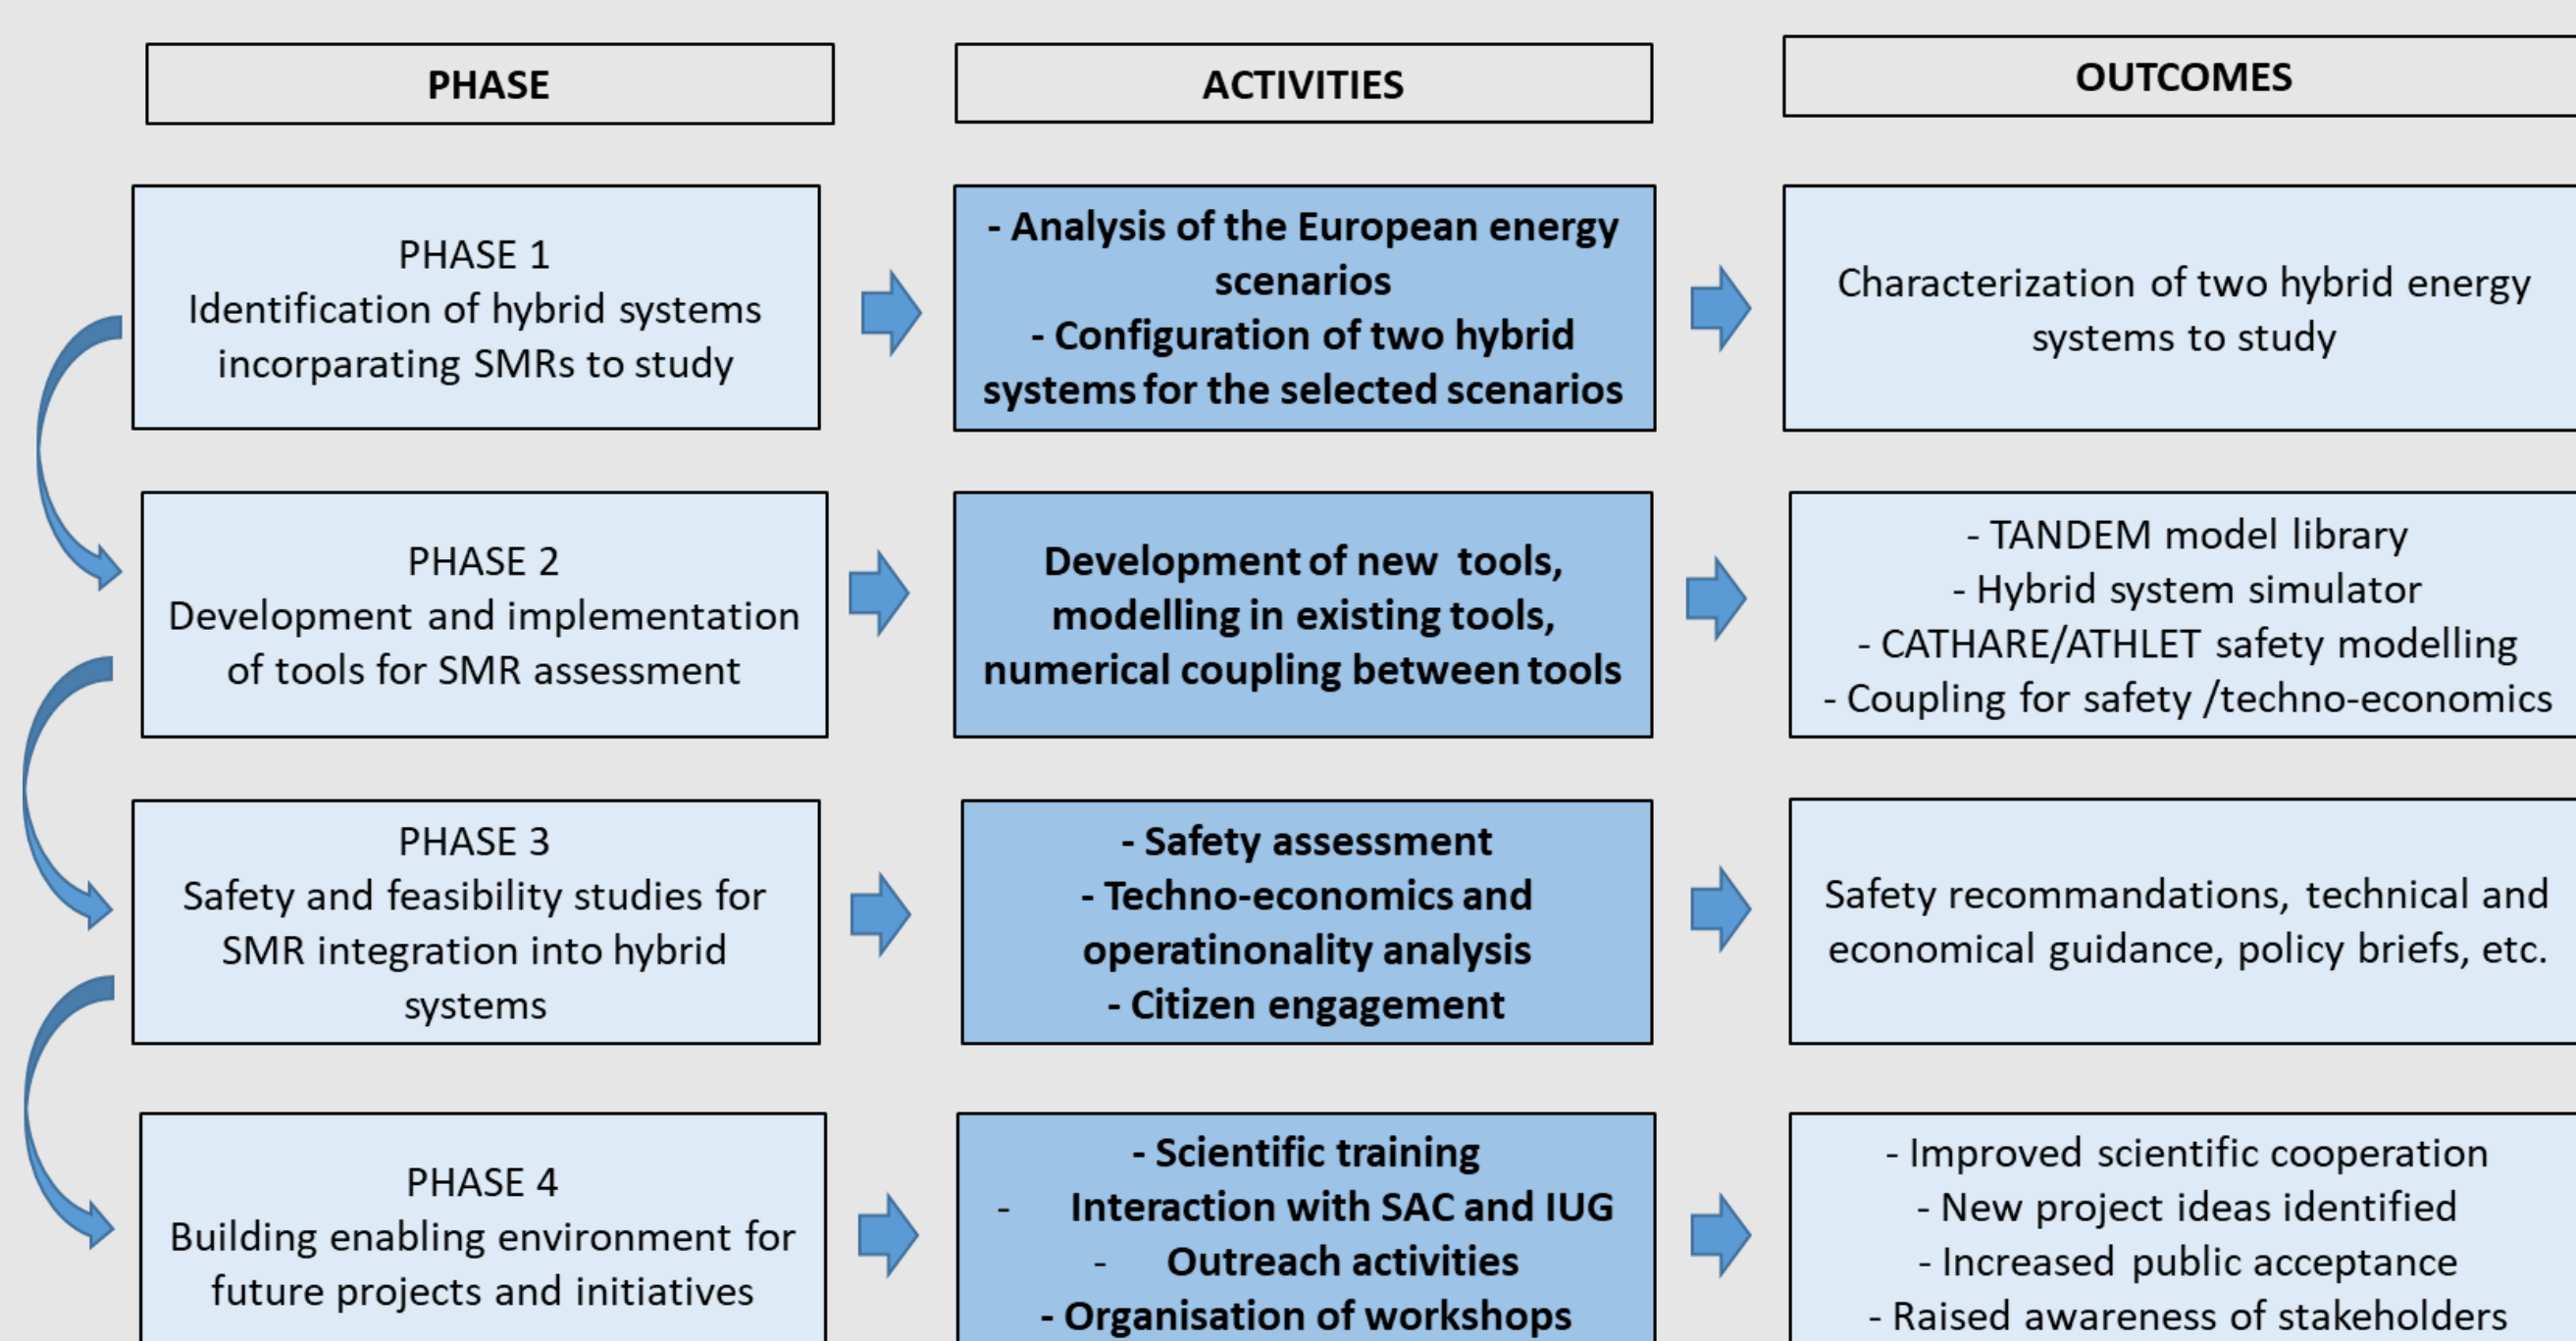 PHASE
ACTIVITIES
OUTCOMES
PHASE 1
Identification of hybrid systems
incorparating SMRs to study
- Analysis of the European energy
scenarios
- Configuration of two hybrid
systems for the selected scenarios
Characterization of two hybrid energy
systems to study
PHASE 2
Development and implementation
of tools for SMR assessment
Development of new tools,
modelling in existing tools,
numerical coupling between tools
- TANDEM model library
- Hybrid system simulator
- CATHARE/ATHLET safety modelling
- Coupling for safety /techno-economics
PHASE 3
Safety and feasibility studies for
SMR integration into hybrid
systems
- Safety assessment
- Techno-economics and
operatinonality analysis
- Citizen engagement
Safety recommandations, technical and
economical guidance, policy briefs, etc.
PHASE 4
Building enabling environment for
future projects and initiatives
- Scientific training
- Interaction with SAC and IUG
- Outreach activities
- Organisation of workshops
- Improved scientific cooperation
- New project ideas identified
- Increased public acceptance
- Raised awareness of stakeholders